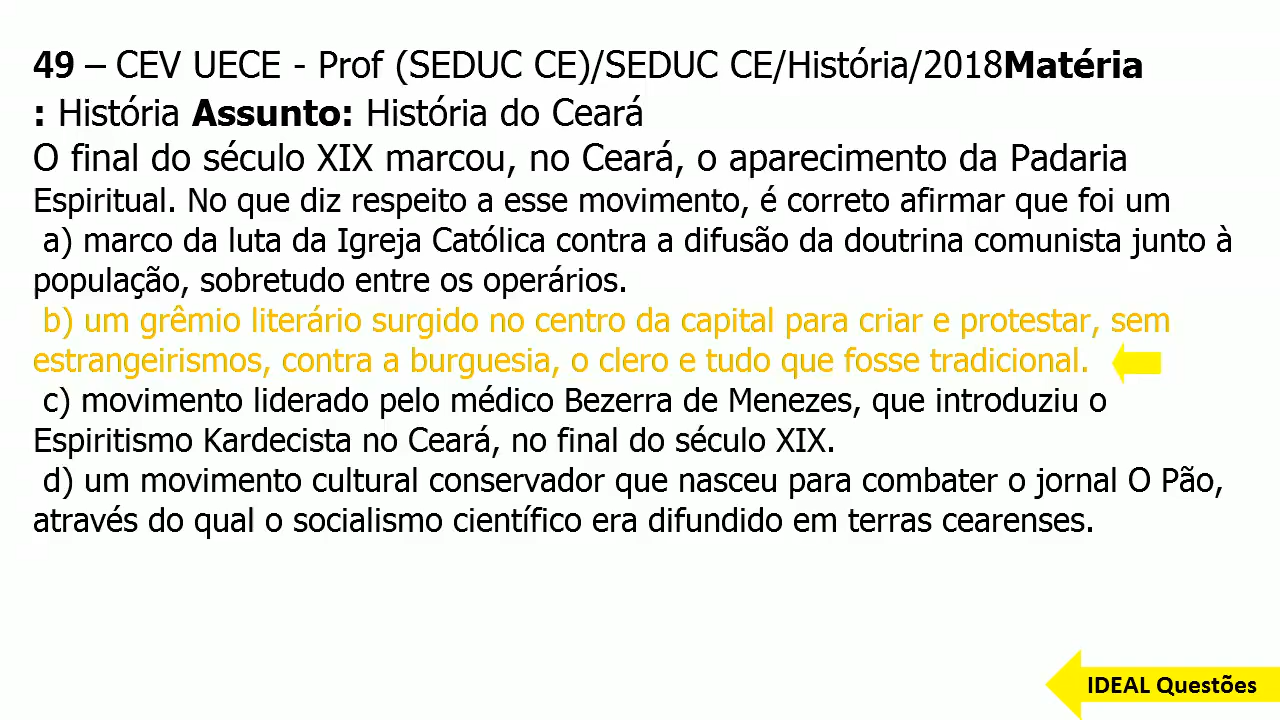 49 – CEV UECE - Prof (SEDUC CE)/SEDUC CE/História/2018Matéria
: História Assunto: História do Ceará
O final do século XIX marcou, no Ceará, o aparecimento da Padaria
Espiritual. No que diz respeito a esse movimento, é correto afirmar que foi um
a) marco da luta da Igreja Católica contra a difusão da doutrina comunista junto à
população, sobretudo entre os operários.
b) um grêmio literário surgido no centro da capital para criar e protestar, sem
estrangeirismos, contra a burguesia, o clero e tudo que fosse tradicional.
c) movimento liderado pelo médico Bezerra de Menezes, que introduziu o
Espiritismo Kardecista no Ceará, no final do século XIX.
d) um movimento cultural conservador que nasceu para combater o jornal O Pão,
através do qual o socialismo científico era difundido em terras cearenses.
IDEAL Questões